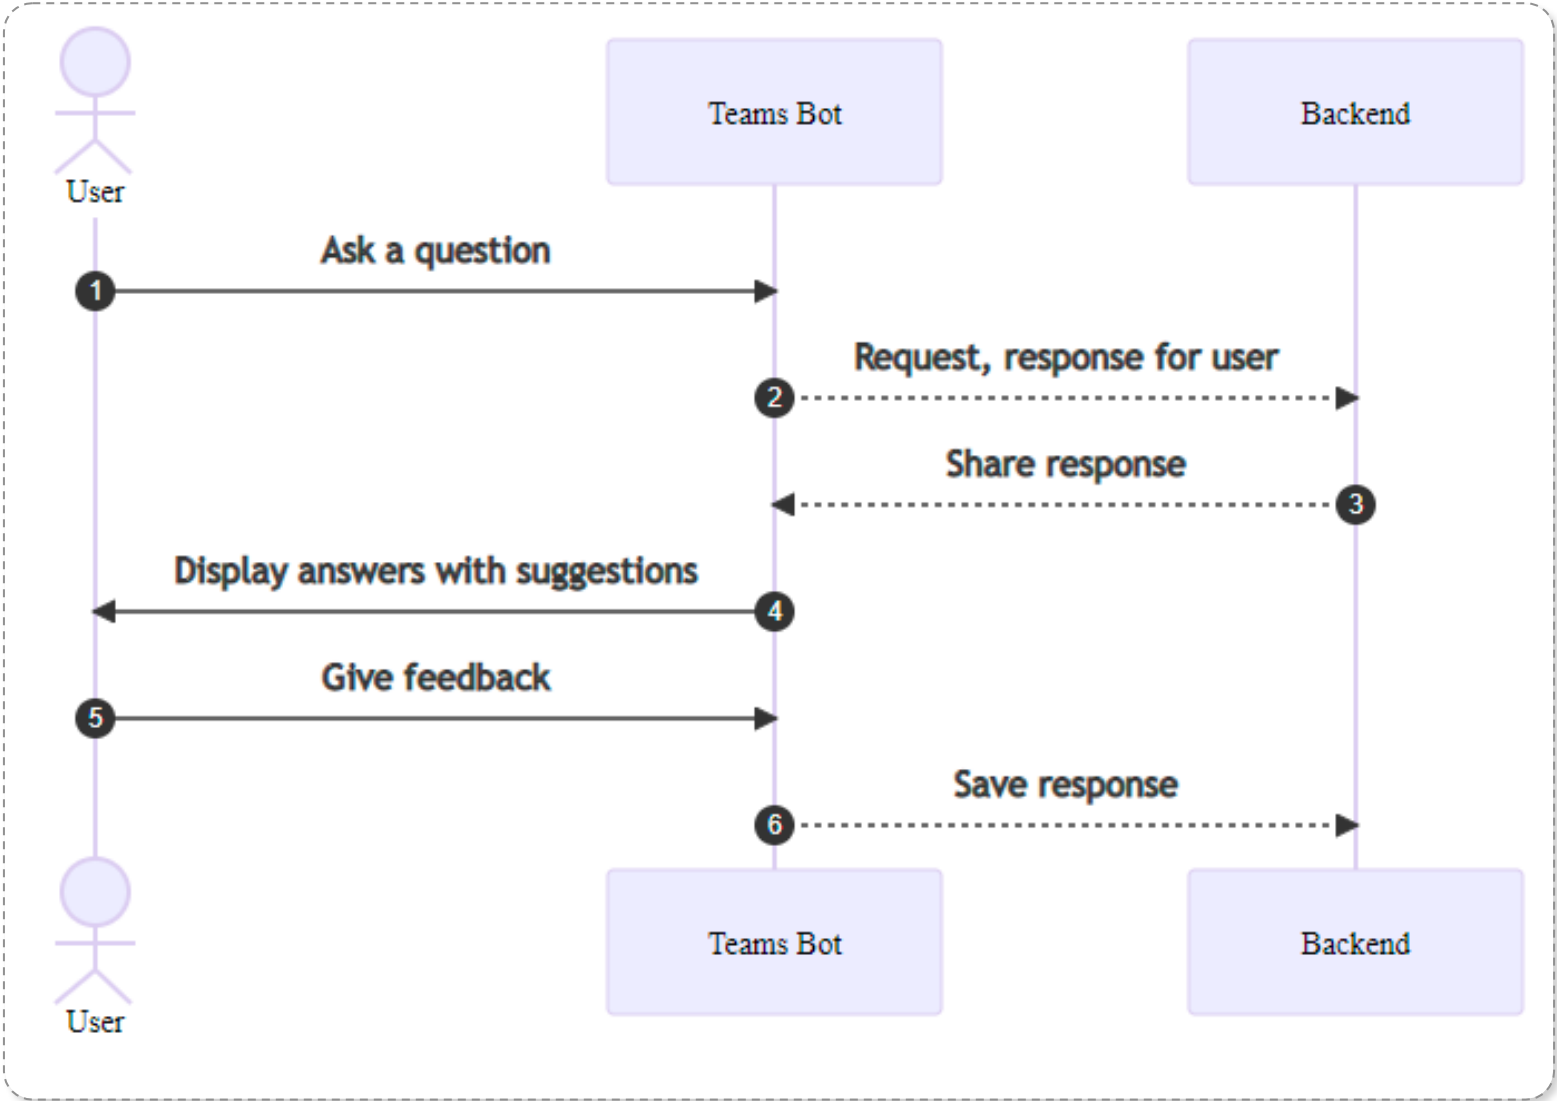 Teams Bot
Backend
User
Ask a question
1
Request, response for user
2
Share response
3
Display answers with suggestions
4
Give feedback
5
Save response
6
Teams Bot
Backend
User